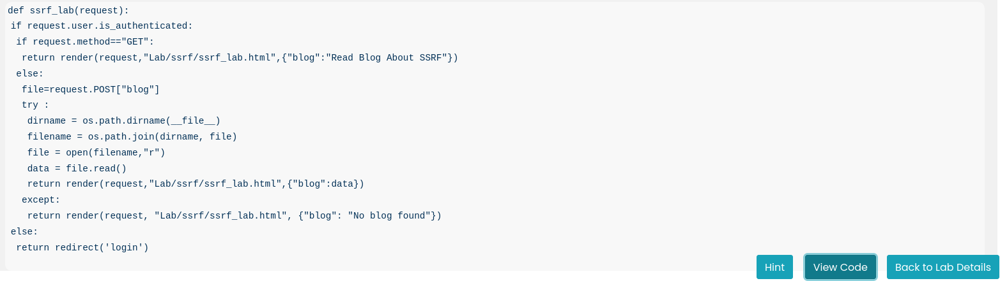 def ssrf_lab(request):
if request.user.is_authenticated:
if request.method=="GET":
return render(request,"Lab/ssrf/ssrf_lab.html",{"blog":"Read Blog About SSRF"})
else:
file=request.POST["blog"]
try :
dirname = os.path.dirname(__file__)
filename = os.path.join(dirname, file)
file = open(filename,"r")
data = file.read()
return render(request,"Lab/ssrf/ssrf_lab.html",{"blog":data})
except:
return render(request, "Lab/ssrf/ssrf_lab.html", {"blog": "No blog found"})
else:
return redirect('login')
Hint View Code Back to Lab Details